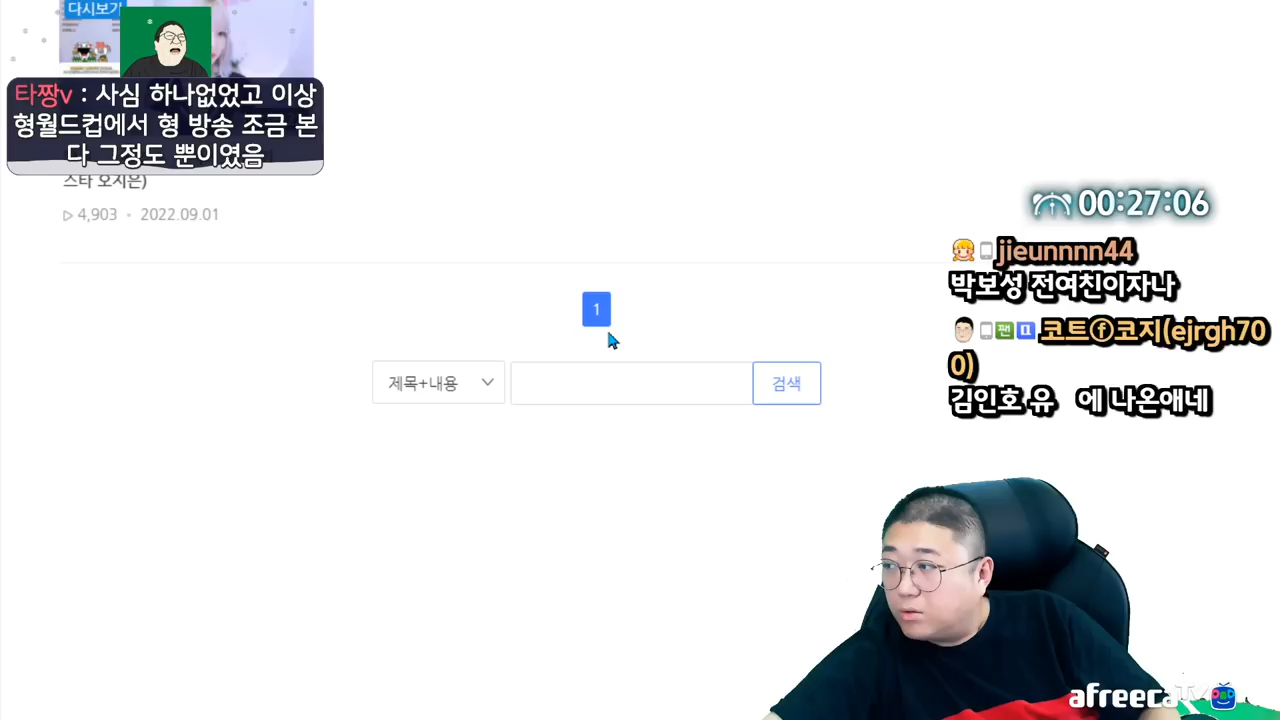 다시보기
타짱v : 사심 하나없었고 이상
형월드컵에서 형 방송 조금 본
다 그정도 뿐이였음
스타 오지은)
4,903 • 2022.09.01
00:27:06
jieunnnn44
박보성 전여친이자나
팬 코트ⓕ코지(ejrgh70
0)
김인호 유 에 나온애네
1
제목+내용
검색
afreecaTV